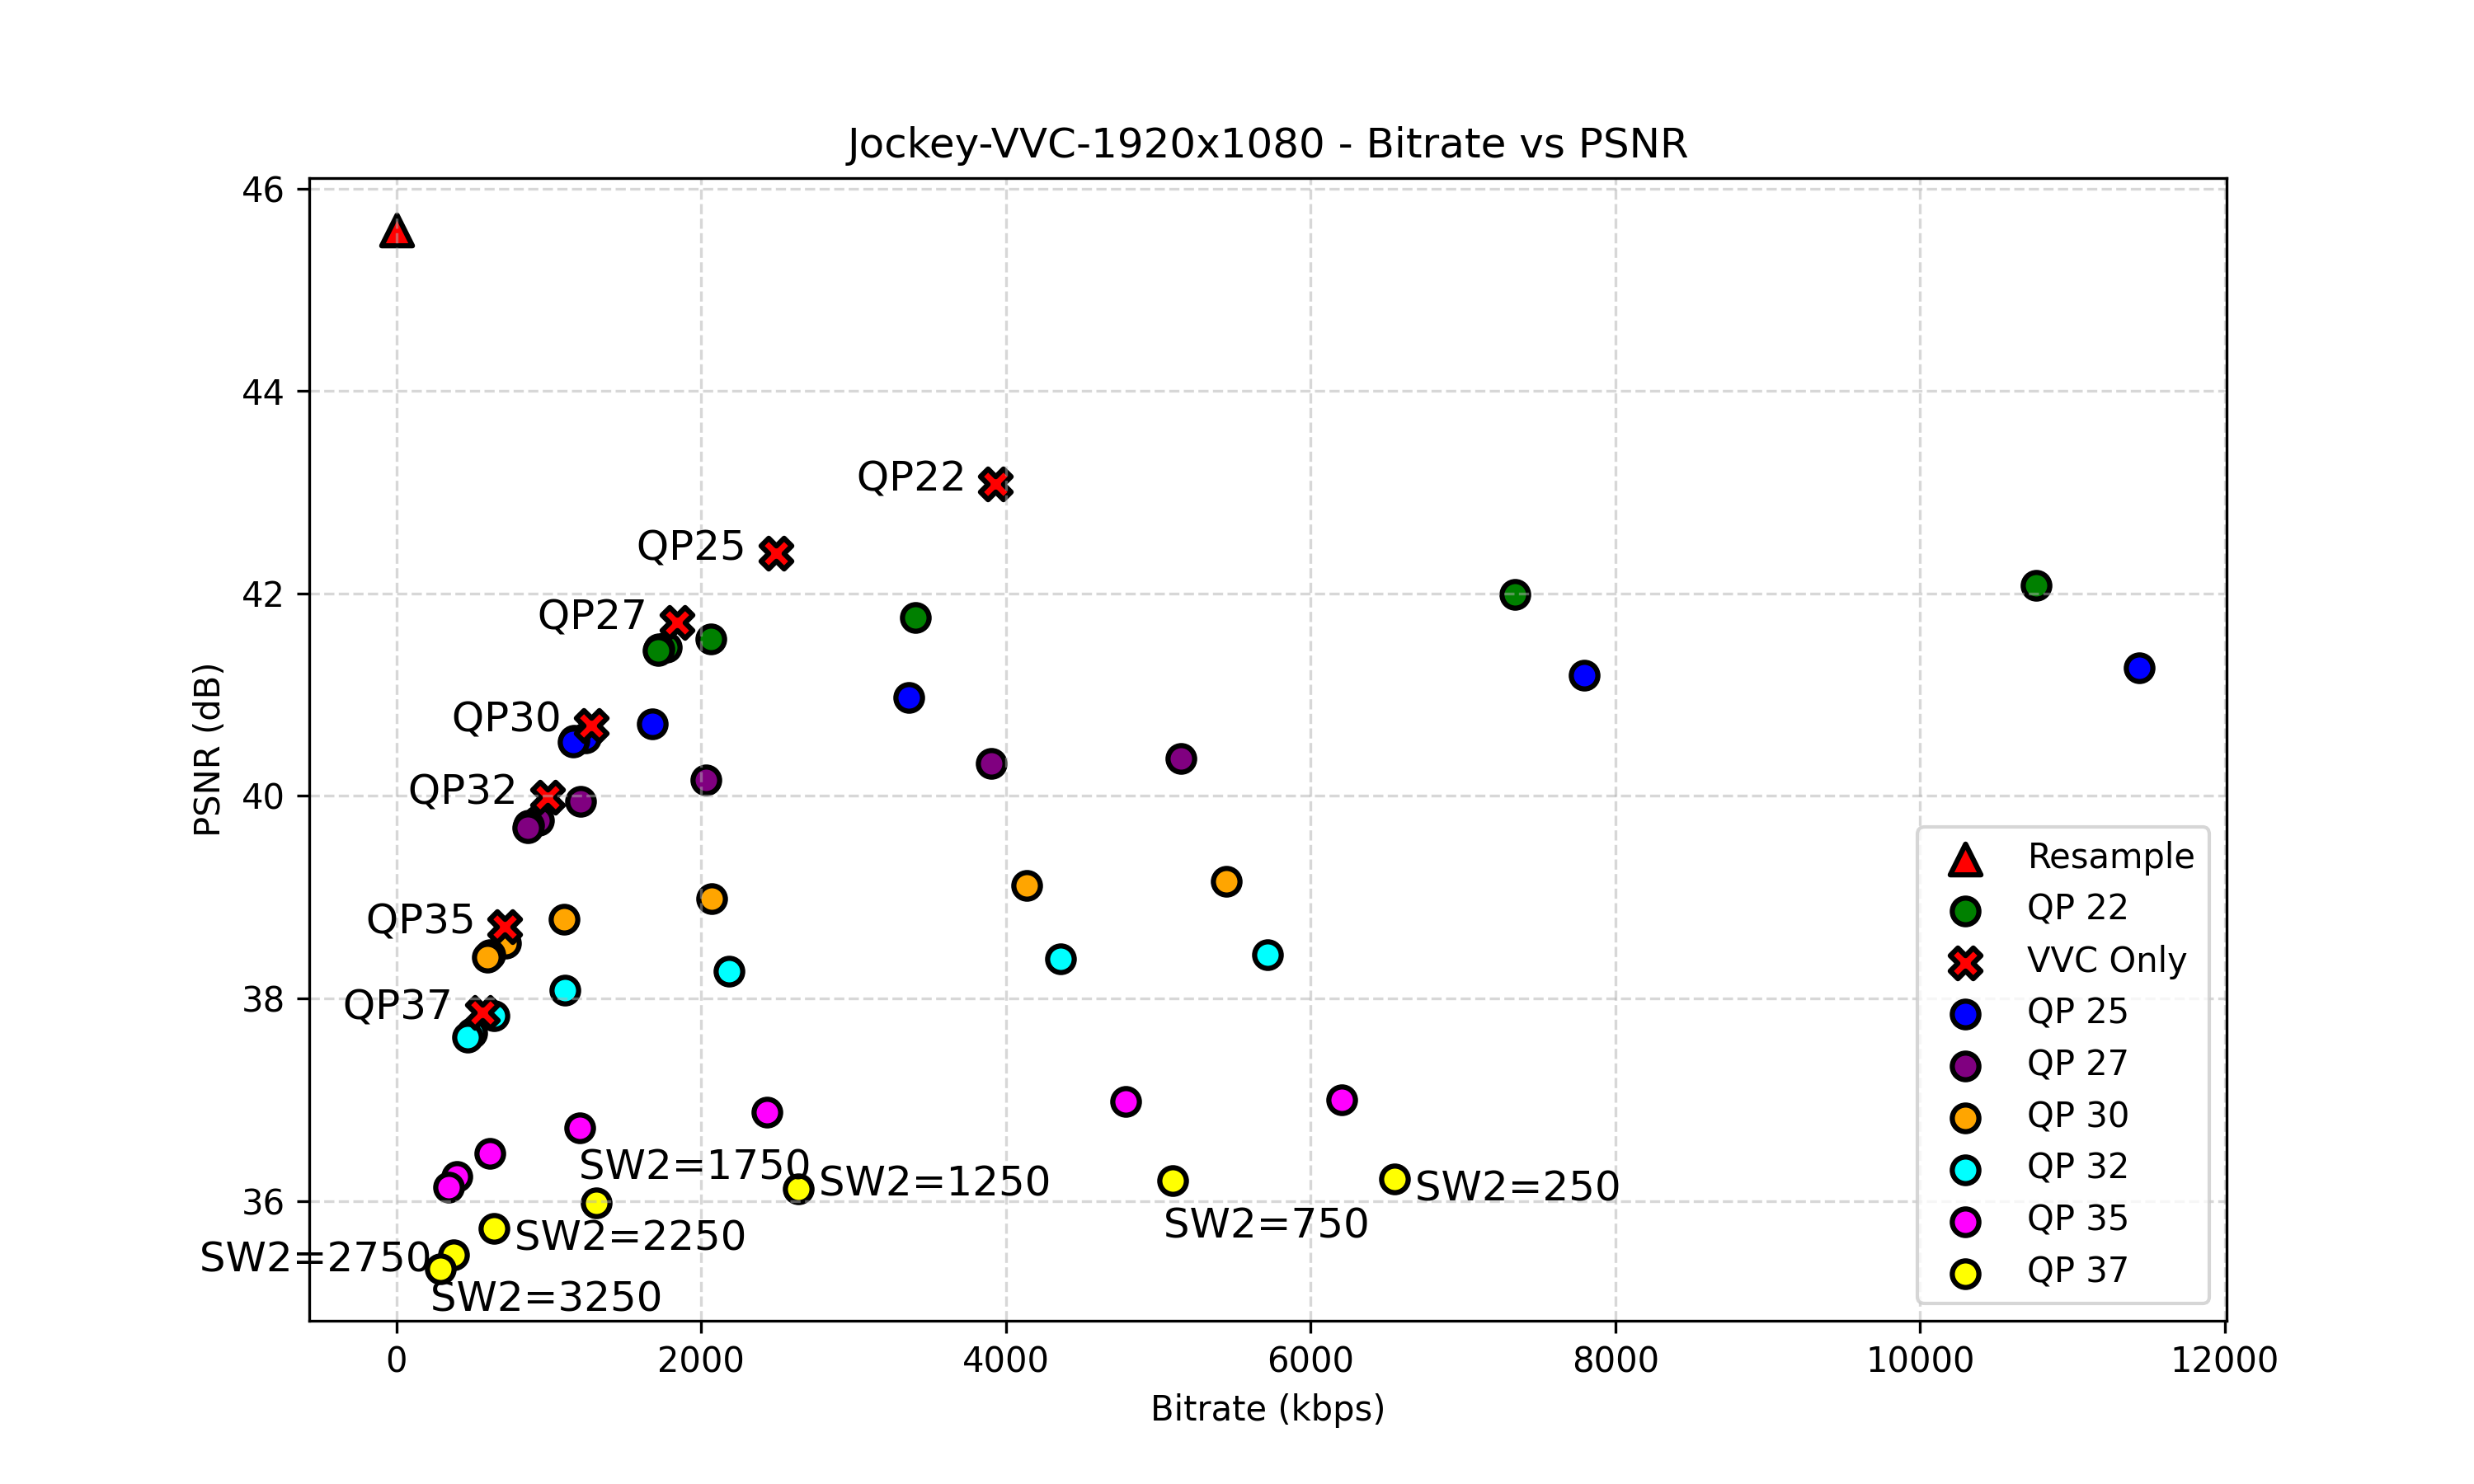 Jockey-VVC-1920x1080 - Bitrate vs PSNR
46
44
42
40
38
36
PSNR (dB)
QP22
QP25
QP27
QP30
QP32
QP35
QP37
SW2=1750
SW2=1250
SW2=250
SW2=750
SW2=2250
SW2=2750
SW2=3250
Resample
QP 22
VVC Only
QP 25
QP 27
QP 30
QP 32
QP 35
QP 37
0 2000 4000 6000 8000 10000 12000
Bitrate (kbps)